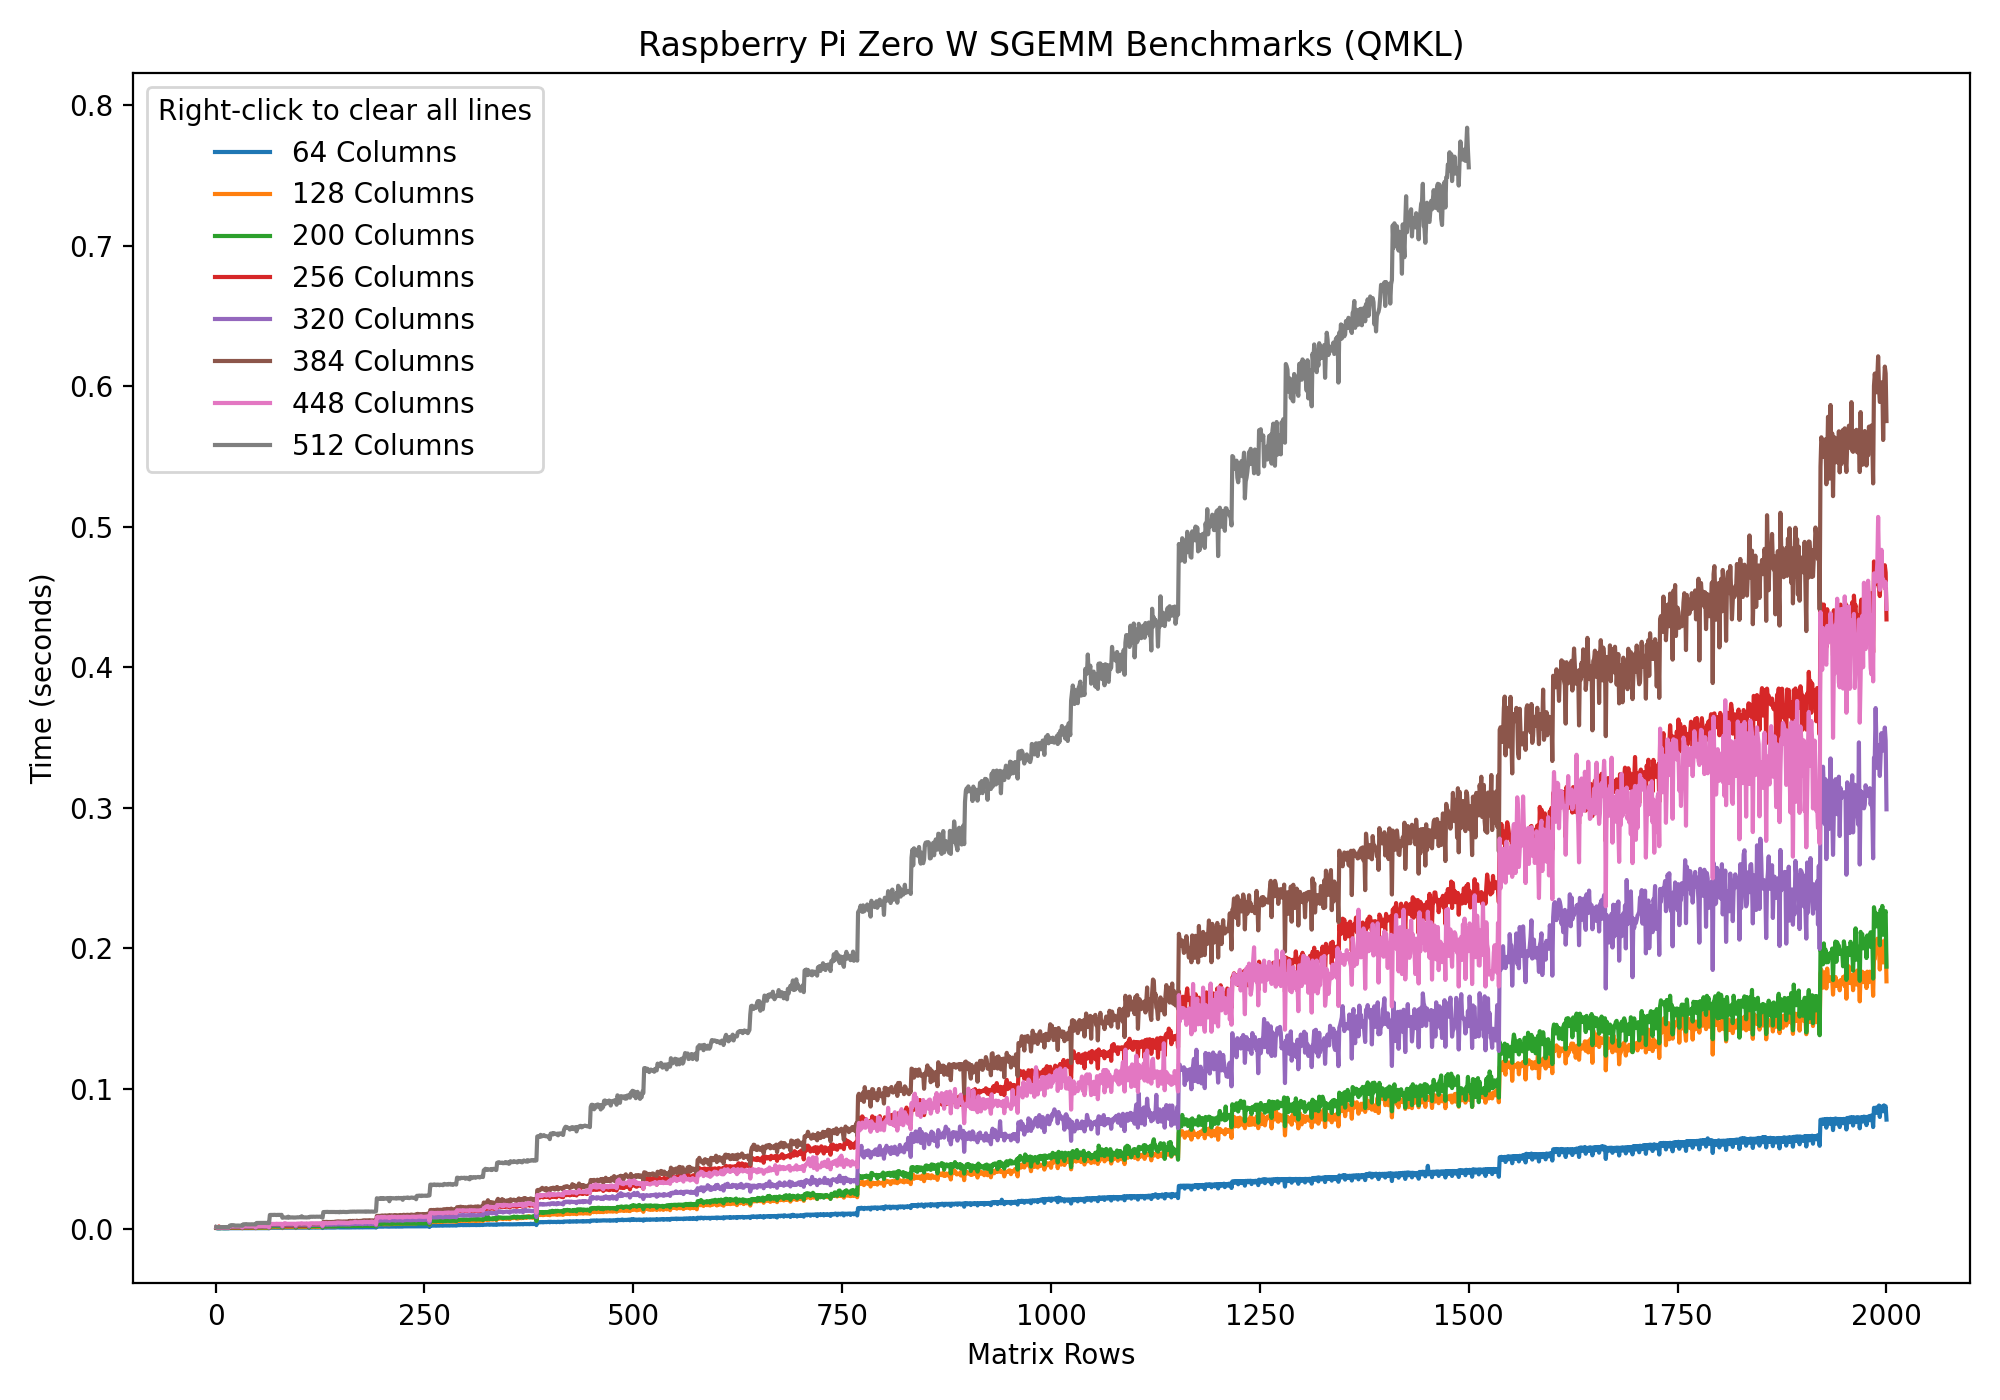 Raspberry Pi Zero W SGEMM Benchmarks (QMKL)
Right-click to clear all lines
64 Columns
128 Columns
200 Columns
256 Columns
320 Columns
384 Columns
448 Columns
512 Columns
Time (seconds)
0.8
0.7
0.6
0.5
0.4
0.3
0.2
0.1
0.0
0
250
500
750
1000
1250
1500
1750
2000
Matrix Rows